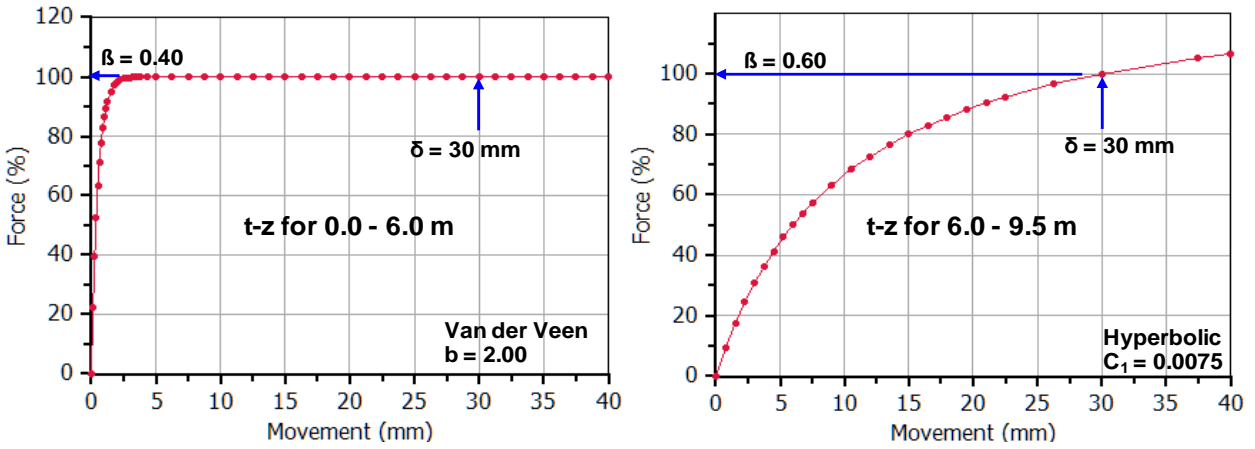 120
100
80
60
40
20
0
Force (%)
ß = 0.40
δ = 30 mm
t-z for 0.0 - 6.0 m
Van der Veen
b = 2.00
0 5 10 15 20 25 30 35 40
Movement (mm)
100
80
60
40
20
0
Force (%)
ß = 0.60
δ = 30 mm
t-z for 6.0 - 9.5 m
Hyperbolic
C₁ = 0.0075
0 5 10 15 20 25 30 35 40
Movement (mm)